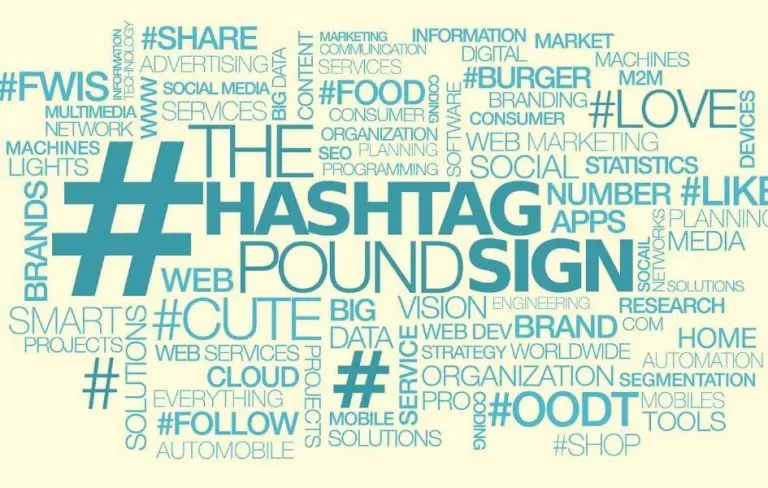 #SHARE
ADVERTISING
INFORMATION
TECHNOLOGY
#FWIS
WWW
SOCIAL MEDIA
SERVICES
BIG DATA
CONTENT
MARKETING
COMMUNICATION
SERVICES
#FOOD
CONSUMER
ORGANIZATION
SEO PLANNING
PROGRAMMING
CODING
SOFTWARE
INFORMATION
DIGITAL
MARKET
MACHINES
#BURGER
M2M
BRANDING
CONSUMER
#LOVE
DEVICES
WEB MARKETING
SOCIAL
STATISTICS
MULTIMEDIA
NETWORK
MACHINES
LIGHTS
BRANDS
#
THE
HASHTAG
POUND SIGN
NUMBER
APPS
#LIKE
PLANNING
MEDIA
SOCAIL
NETWORKS
SOLUTIONS
WEB
#CUTE
BIG
DATA
VISION
ENGINEERING
RESEARCH
WEB DEV
BRAND
COM
HOME
SMART
PROJECTS
SOLUTIONS
WEB SERVICES
PROJECTS
SERVICE
STRATEGY WORLDWIDE
AUTOMATION
#
CLOUD
#
ORGANIZATION
SEGMENTATION
EVERYTHING
PRO
CODING
#OODT
MOBILES
TOOLS
#FOLLOW
MOBILE
SOLUTIONS
AUTOMOBILE
#SHOP